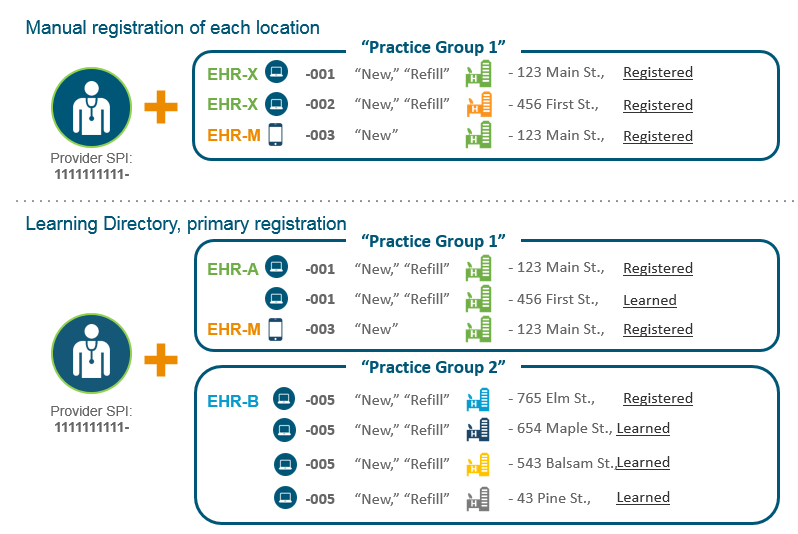 Manual registration of each location
“Practice Group 1”
EHR-X -001 “New,” “Refill” H - 123 Main St., Registered
EHR-X -002 “New,” “Refill” H - 456 First St., Registered
EHR-M -003 “New” H - 123 Main St., Registered
Provider SPI:
1111111111-
Learning Directory, primary registration
“Practice Group 1”
EHR-A -001 “New,” “Refill” H - 123 Main St., Registered
-001 “New,” “Refill” H - 456 First St., Learned
EHR-M -003 “New” H - 123 Main St., Registered
Provider SPI:
1111111111-
“Practice Group 2”
EHR-B -005 “New,” “Refill” H - 765 Elm St., Registered
-005 “New,” “Refill” H - 654 Maple St., Learned
-005 “New,” “Refill” H - 543 Balsam St., Learned
-005 “New,” “Refill” H - 43 Pine St., Learned